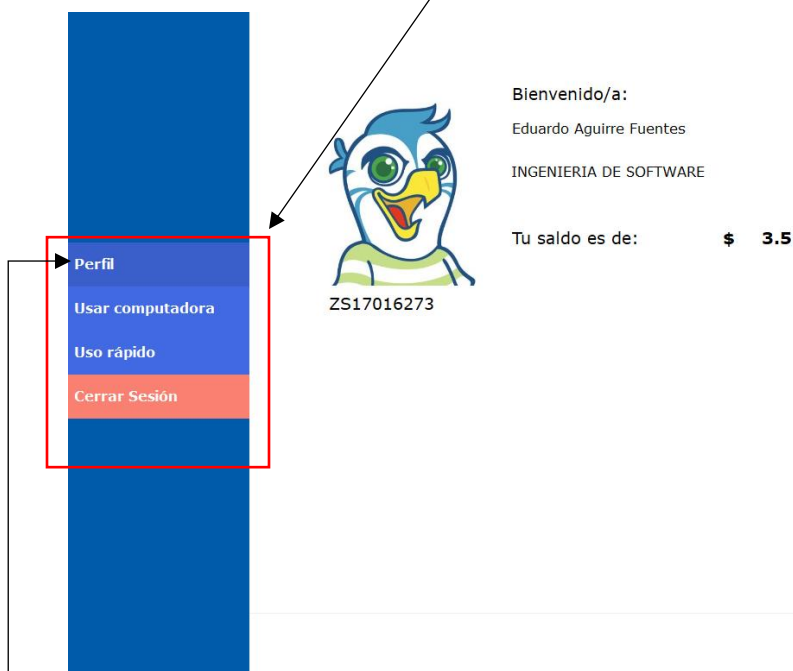 Bienvenido/a:
Eduardo Aguirre Fuentes
INGENIERIA DE SOFTWARE
Tu saldo es de: $ 3.5
ZS17016273
Perfil
Usar computadora
Uso rápido
Cerrar Sesión